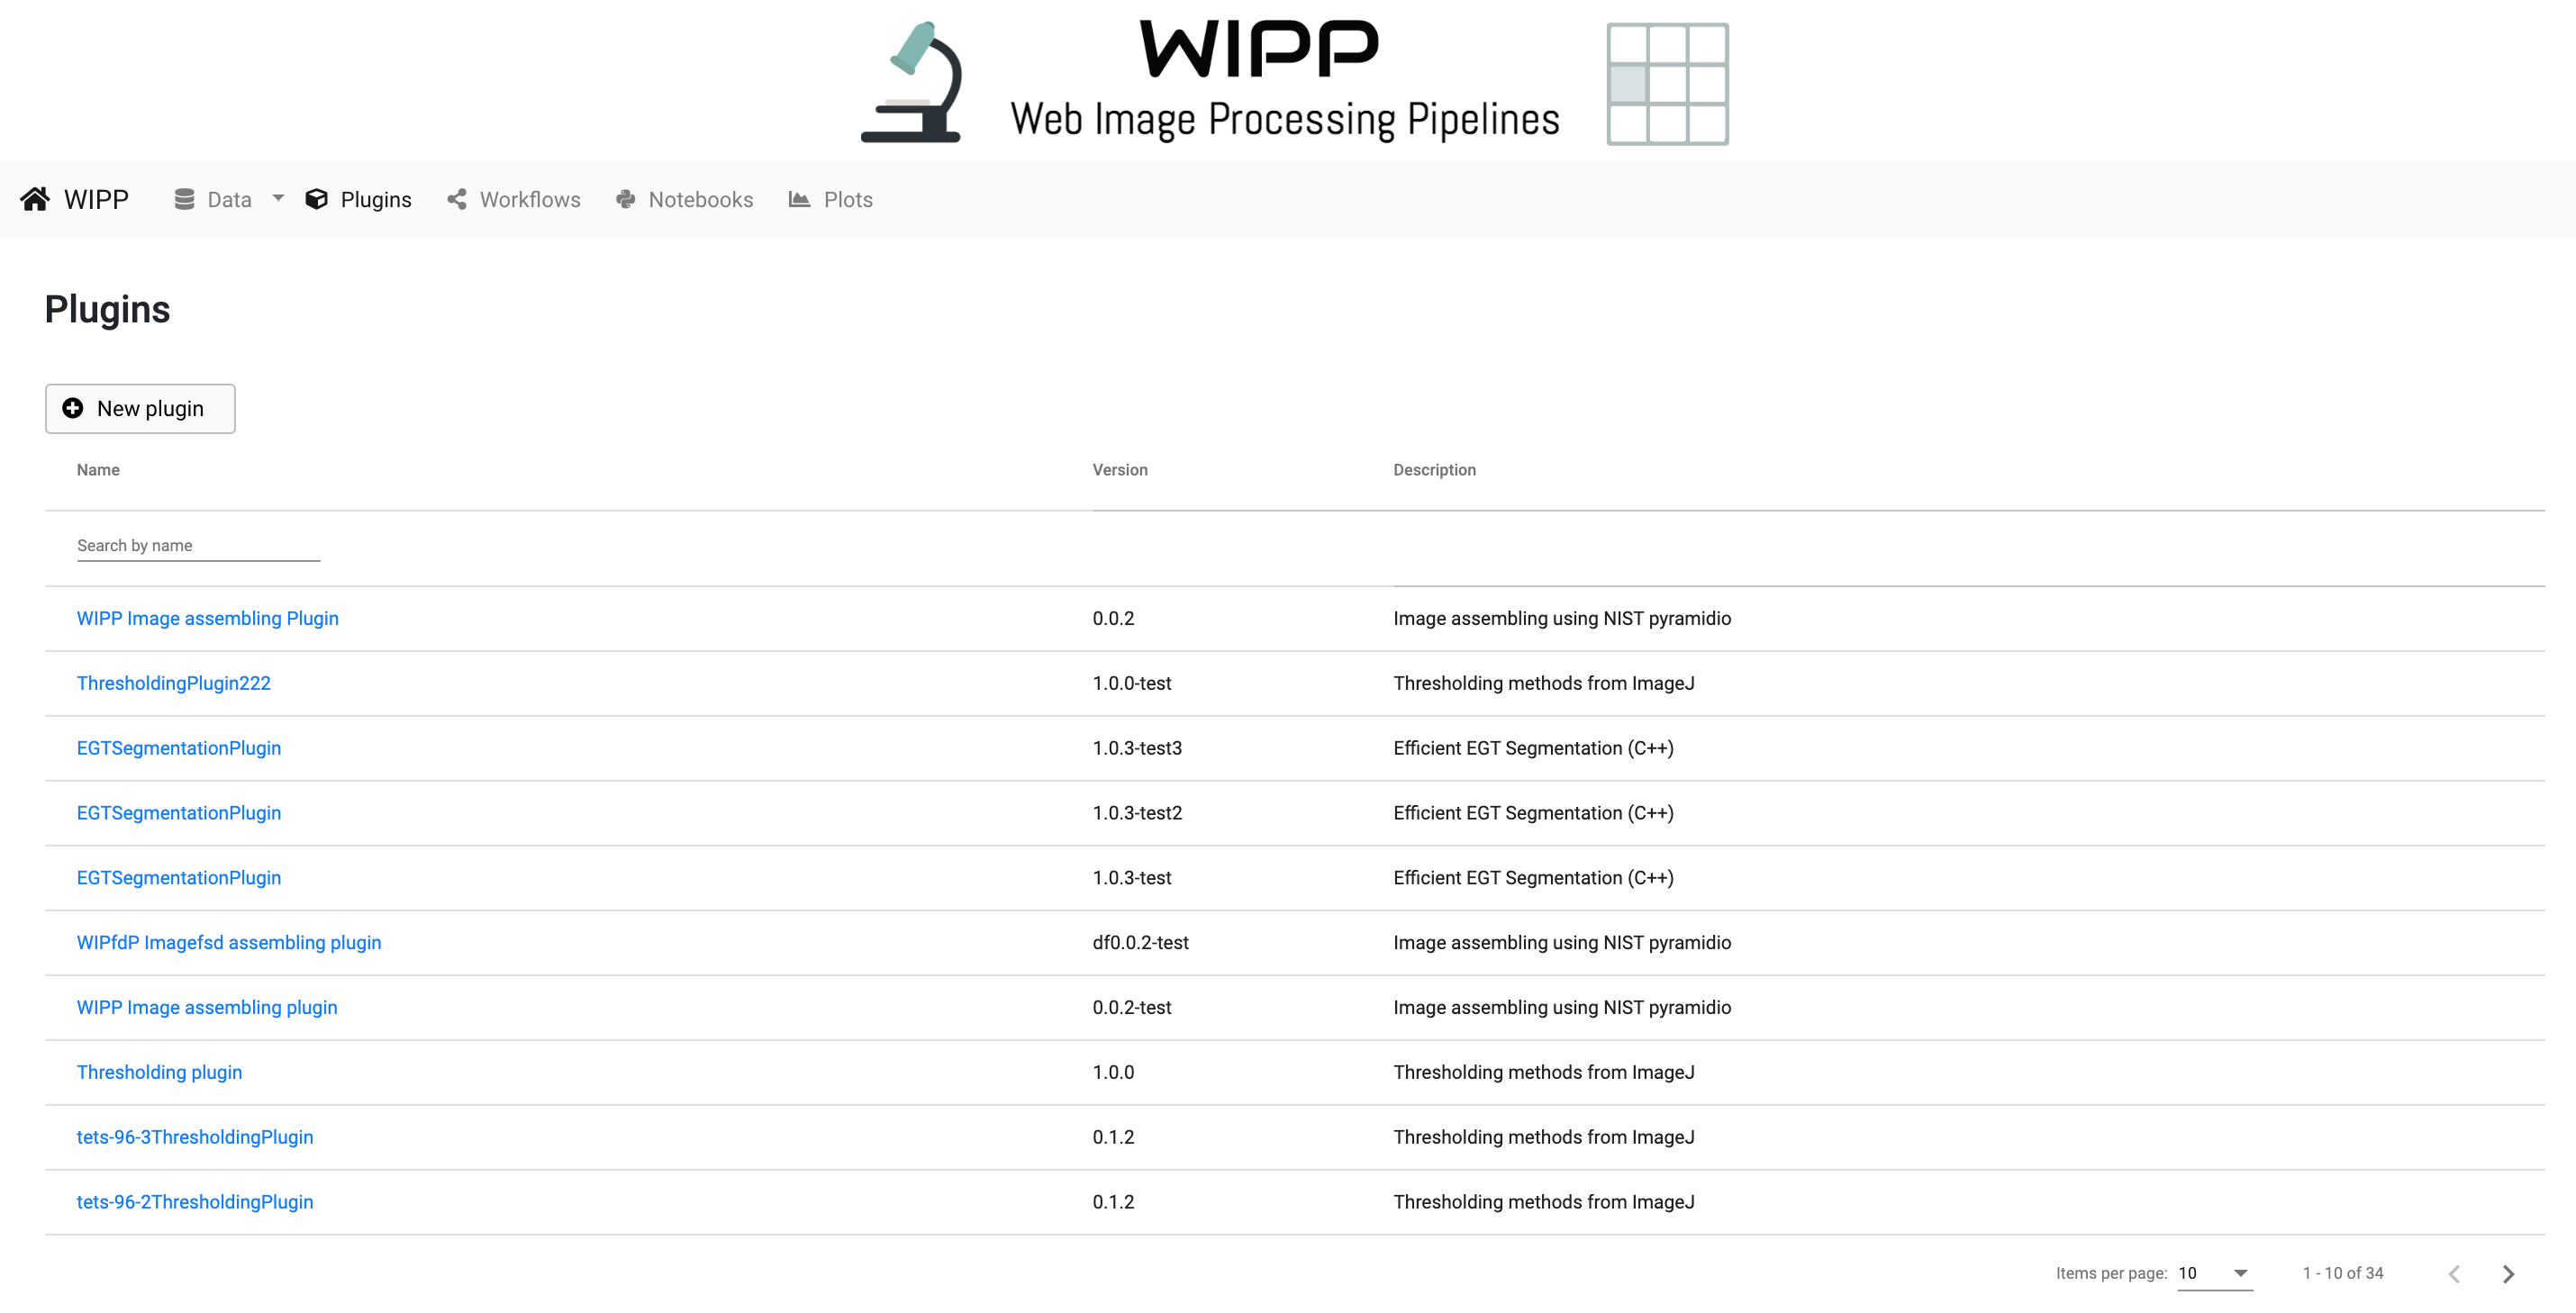 WIPP
Web Image Processing Pipelines
WIPP Data Plugins Workflows Notebooks Plots
Plugins
New plugin
Name Version Description
Search by name
WIPP Image assembling Plugin 0.0.2 Image assembling using NIST pyramidio
ThresholdingPlugin222 1.0.0-test Thresholding methods from ImageJ
EGTSegmentationPlugin 1.0.3-test3 Efficient EGT Segmentation (C++)
EGTSegmentationPlugin 1.0.3-test2 Efficient EGT Segmentation (C++)
EGTSegmentationPlugin 1.0.3-test Efficient EGT Segmentation (C++)
WIPfdP Imagefsd assembling plugin df0.0.2-test Image assembling using NIST pyramidio
WIPP Image assembling plugin 0.0.2-test Image assembling using NIST pyramidio
Thresholding plugin 1.0.0 Thresholding methods from ImageJ
tets-96-3ThresholdingPlugin 0.1.2 Thresholding methods from ImageJ
tets-96-2ThresholdingPlugin 0.1.2 Thresholding methods from ImageJ
Items per page: 10 1 - 10 of 34